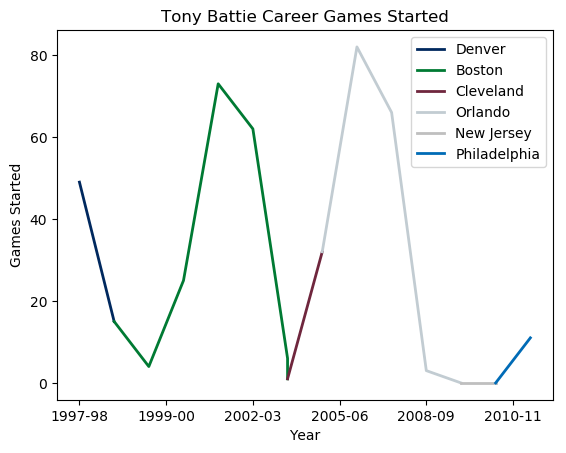 Tony Battie Career Games Started
Denver
Boston
Cleveland
Orlando
New Jersey
Philadelphia
Games Started
80
60
40
20
0
1997-98
1999-00
2002-03
2005-06
2008-09
2010-11
Year